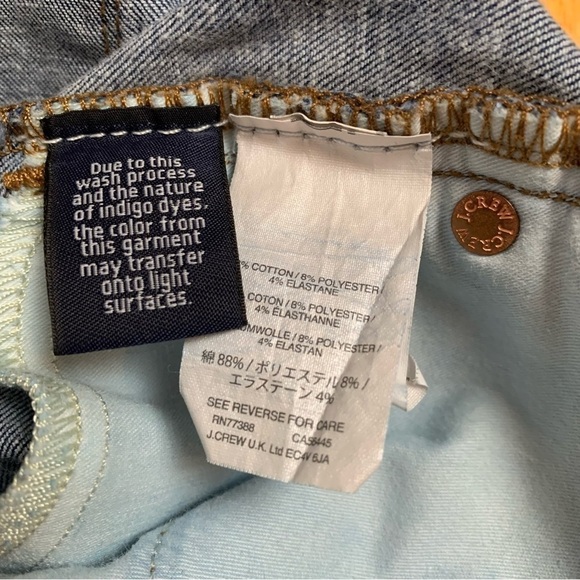 Due to this
wash process
and the nature
of indigo dyes,
the color from
this garment
may transfer
onto light
surfaces.
% COTTON / 8% POLYESTER /
4% ELASTANE
COTON / 8% POLYESTER /
4% ELASTHANNE
UMWOLLE / 8% POLYESTER /
4% ELASTAN
綿 88% / ポリエステル 8% /
エラステーン 4%
SEE REVERSE FOR CARE
RN77388 CA56445
J.CREW U.K. Ltd EC4V 6JA
J.CREW J.CREW